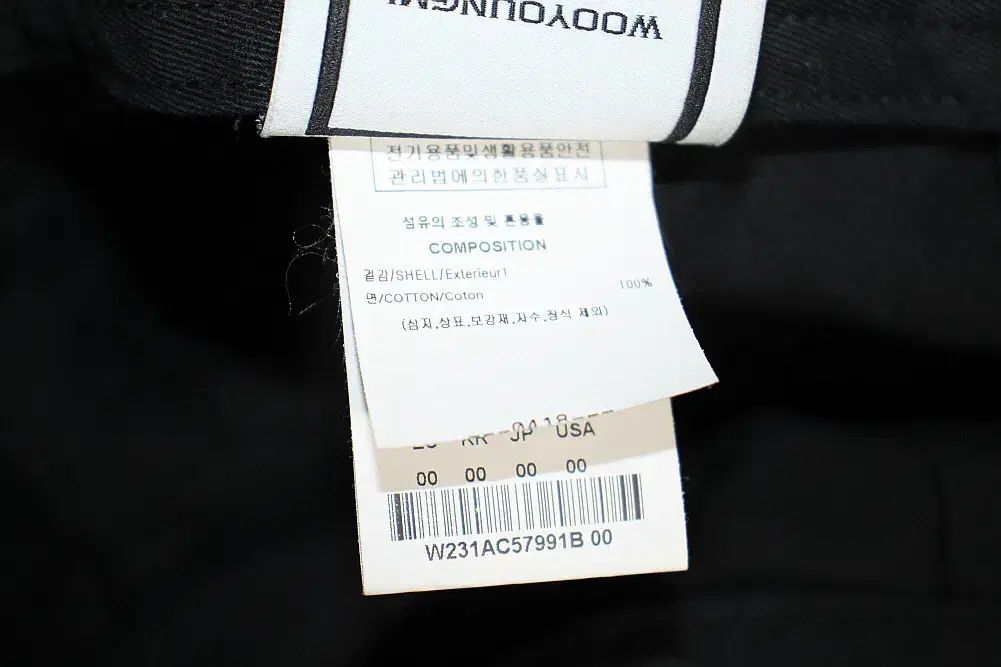 WOOYOUNGMI
전기용품및생활용품안전
관리법에의한품질표시
섬유의 조성 및 혼용율
COMPOSITION
겉감/SHELL/Exterieur1
면/COTTON/Coton 100%
(심지,상표,보강재,자수,장식 제외)
KR JP USA
00 00 00 00
W231AC57991B 00